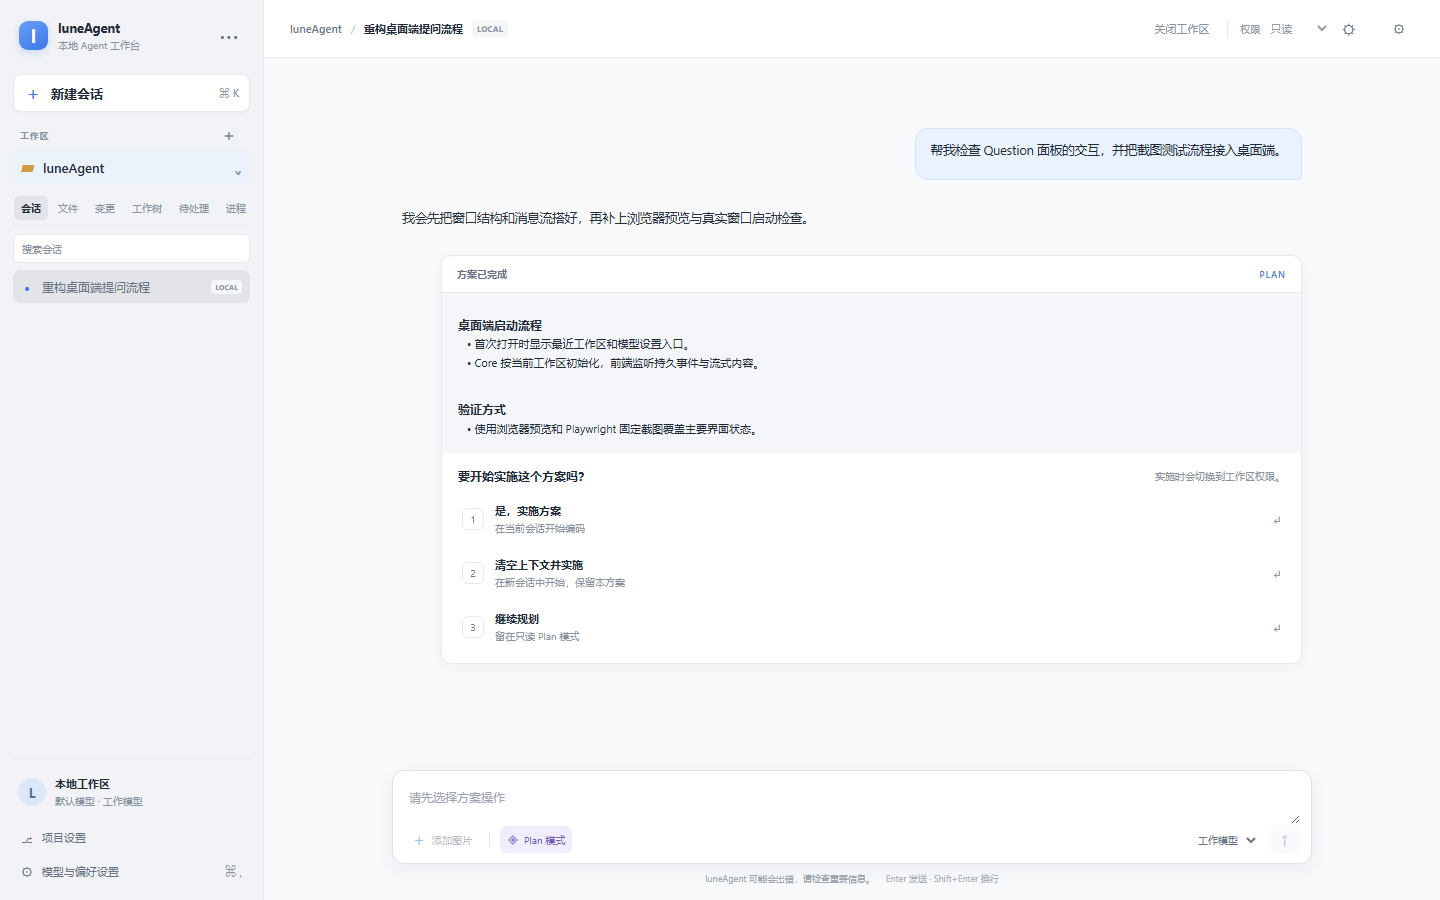 luneAgent
本地 Agent 工作台
新建会话
⌘ K
工作区
luneAgent
会话 文件 变更 工作树 待处理 进程
搜索会话
重构桌面端提问流程 LOCAL
L
本地工作区
默认模型 · 工作模型
项目设置
模型与偏好设置
⌘ ,
luneAgent / 重构桌面端提问流程 LOCAL
关闭工作区 权限 只读
帮我检查 Question 面板的交互，并把截图测试流程接入桌面端。
我会先把窗口结构和消息流搭好，再补上浏览器预览与真实窗口启动检查。
方案已完成 PLAN
桌面端启动流程
• 首次打开时显示最近工作区和模型设置入口。
• Core 按当前工作区初始化，前端监听持久事件与流式内容。
验证方式
• 使用浏览器预览和 Playwright 固定截图覆盖主要界面状态。
要开始实施这个方案吗？ 实施时会切换到工作区权限。
1 是，实施方案
在当前会话开始编码
2 清空上下文并实施
在新会话中开始，保留本方案
3 继续规划
留在只读 Plan 模式
请先选择方案操作
添加图片 Plan 模式 工作模型
luneAgent 可能会出错，请检查重要信息。 Enter 发送 · Shift+Enter 换行